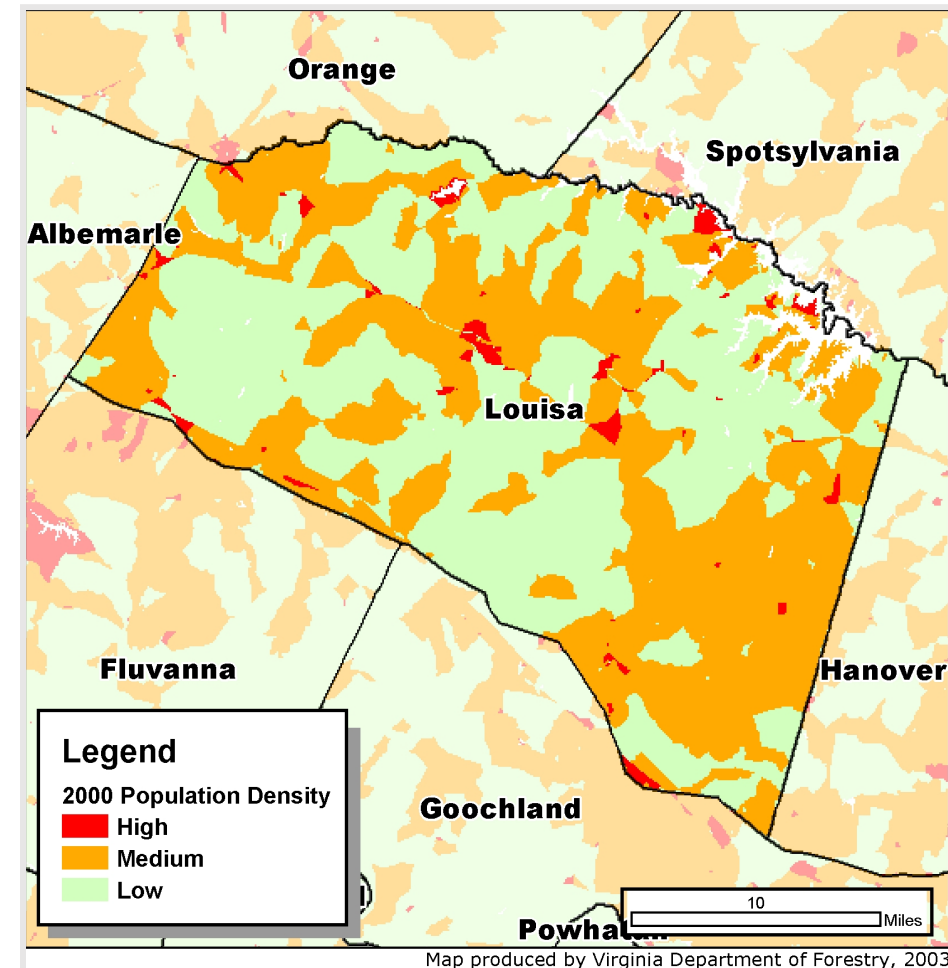 Orange
Spotsylvania
Albemarle
Louisa
Fluvanna
Hanover
Legend
2000 Population Density
High
Medium
Low
Goochland
10
Miles
Map produced by Virginia Department of Forestry, 2003